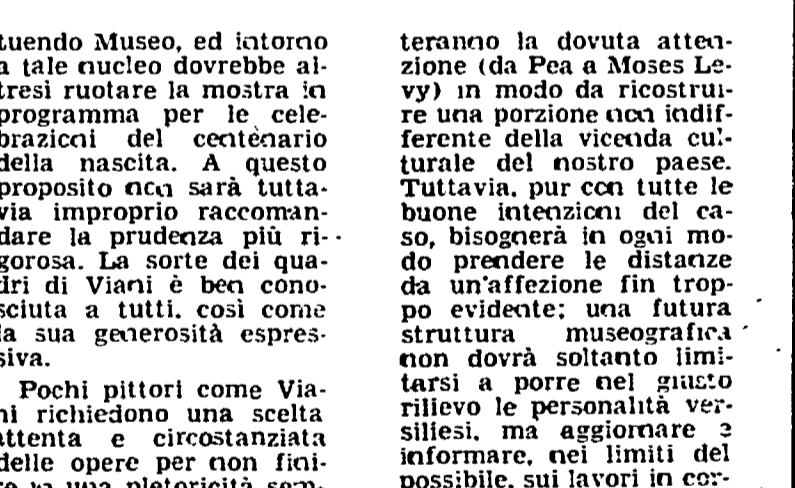 tuendo Museo, ed intorno
a tale nucleo dovrebbe al-
tresì ruotare la mostra in
programma per le cele-
brazioni del centenario
della nascita. A questo
proposito non sarà tutta-
via improprio raccoman-
dare la prudenza più ri-
gorosa. La sorte dei qua-
dri di Viani è ben cono-
sciuta a tutti, così come
la sua generosità espres-
siva.
Pochi pittori come Via-
ni richiedono una scelta
attenta e circostanziata
delle opere per non fini-
re in una pletoricità sem-
teranno la dovuta atten-
zione (da Pea a Moses Le-
vy) in modo da ricostrui-
re una porzione non indif-
ferente della vicenda cul-
turale del nostro paese.
Tuttavia, pur con tutte le
buone intenzioni del ca-
so, bisognerà in ogni mo-
do prendere le distanze
da un'affezione fin trop-
po evidente; una futura
struttura museografica
non dovrà soltanto limi-
tarsi a porre nel giusto
rilievo le personalità ver-
siliesi, ma aggiornare e
informare, nei limiti del
possibile, sui lavori in cor-